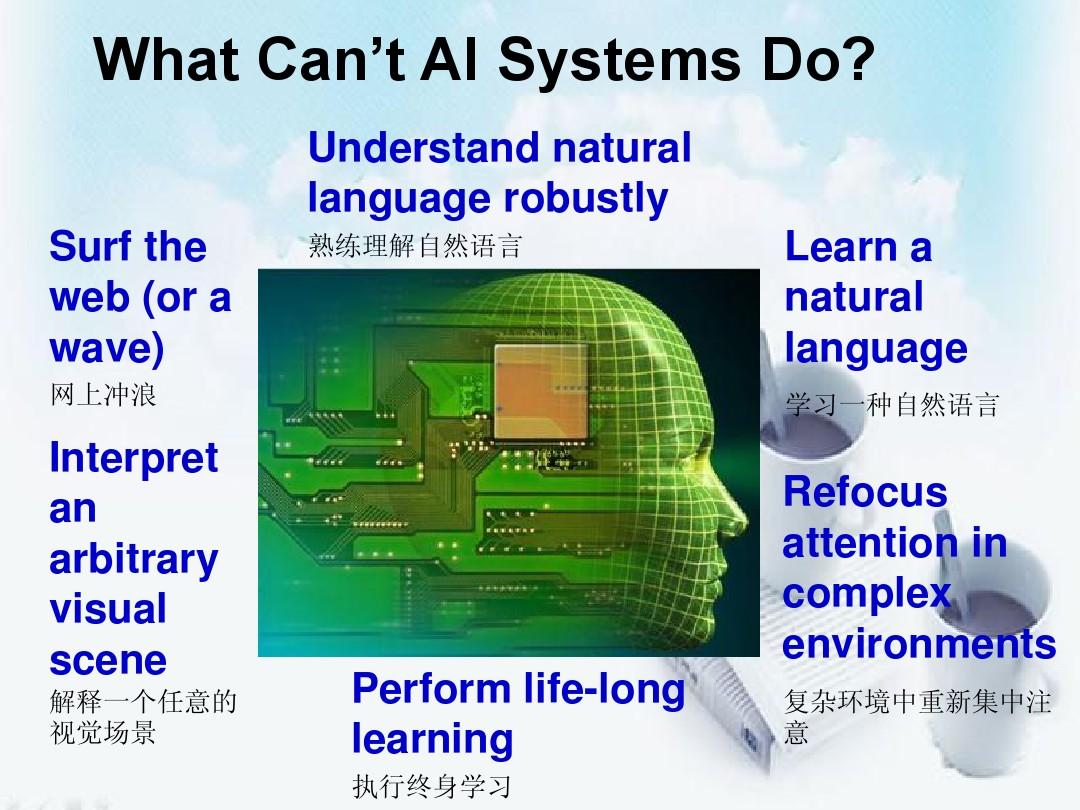 What Can't AI Systems Do?
Understand natural
language robustly
熟练理解自然语言
Surf the
web (or a
wave)
网上冲浪
Learn a
natural
language
学习一种自然语言
Interpret
an
arbitrary
visual
scene
解释一个任意的
视觉场景
Refocus
attention in
complex
environments
复杂环境中重新集中注
意
Perform life-long
learning
执行终身学习